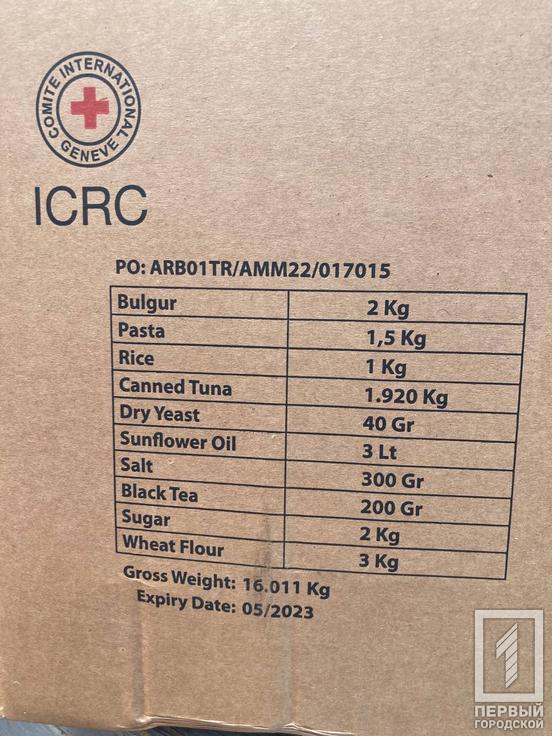 COMITE INTERNATIONAL GENEVE
ICRC
PO: ARB01TR/AMM22/017015
Bulgur 2 Kg
Pasta 1,5 Kg
Rice 1 Kg
Canned Tuna 1.920 Kg
Dry Yeast 40 Gr
Sunflower Oil 3 Lt
Salt 300 Gr
Black Tea 200 Gr
Sugar 2 Kg
Wheat Flour 3 Kg
Gross Weight: 16.011 Kg
Expiry Date: 05/2023
1
ПЕРВЫЙ
ГОРОДСКОЙ